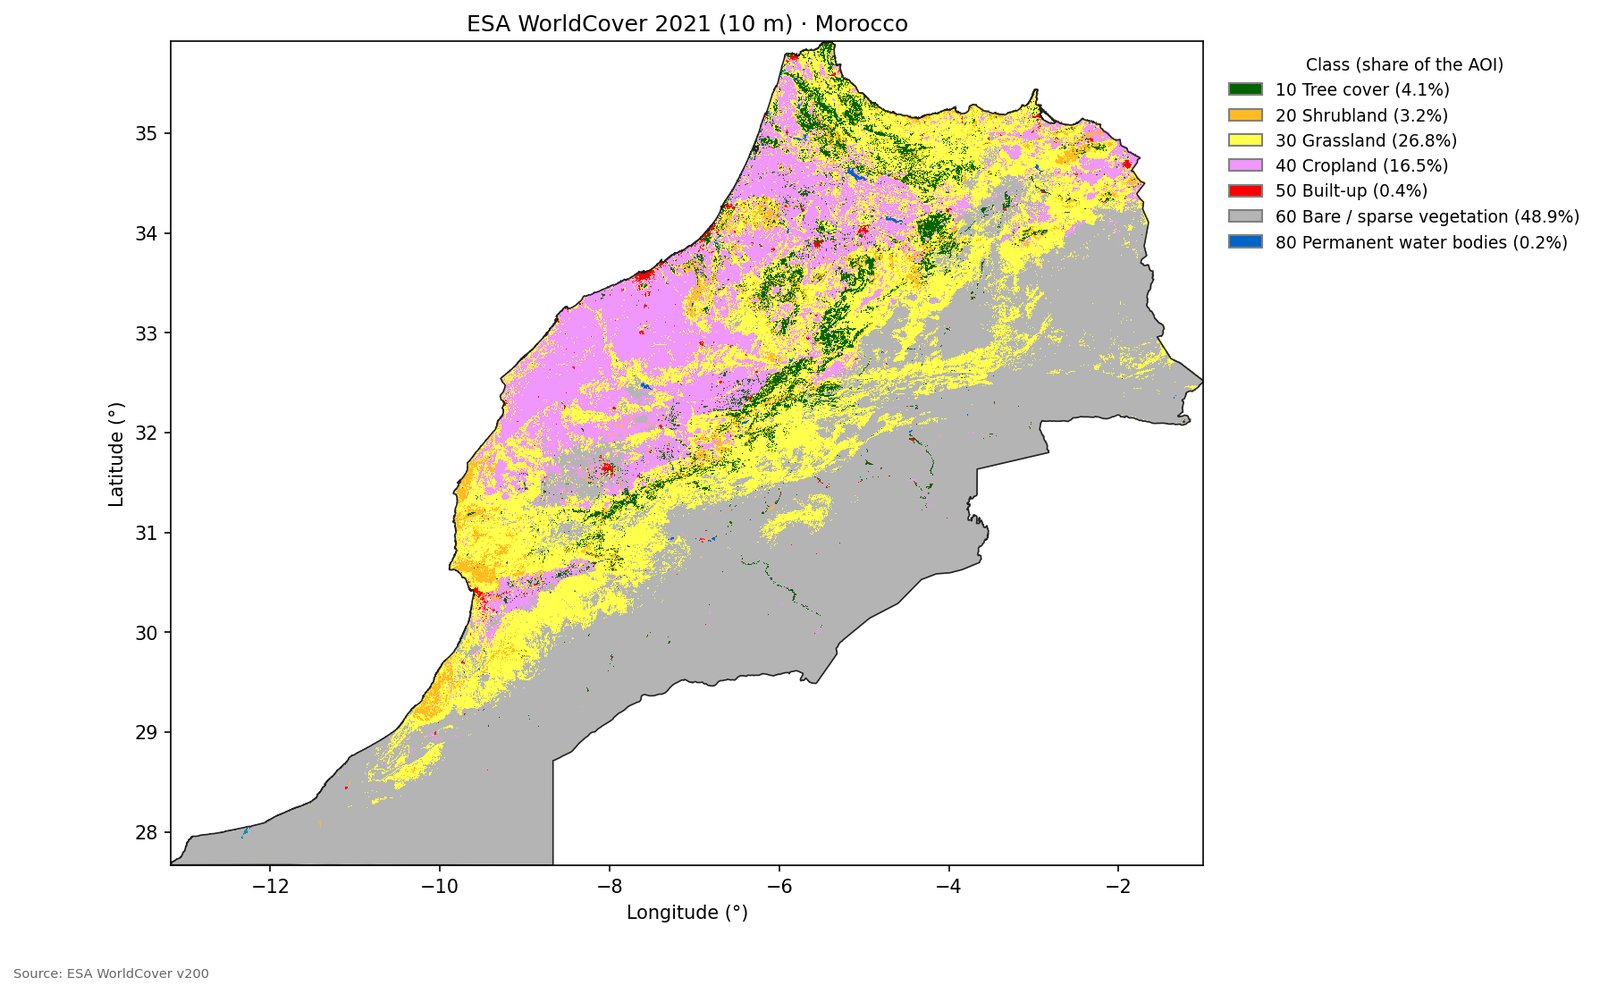 ESA WorldCover 2021 (10 m) · Morocco
Class (share of the AOI)
10 Tree cover (4.1%)
20 Shrubland (3.2%)
30 Grassland (26.8%)
40 Cropland (16.5%)
50 Built-up (0.4%)
60 Bare / sparse vegetation (48.9%)
80 Permanent water bodies (0.2%)
Latitude (°)
35
34
33
32
31
30
29
28
−12 −10 −8 −6 −4 −2
Longitude (°)
Source: ESA WorldCover v200